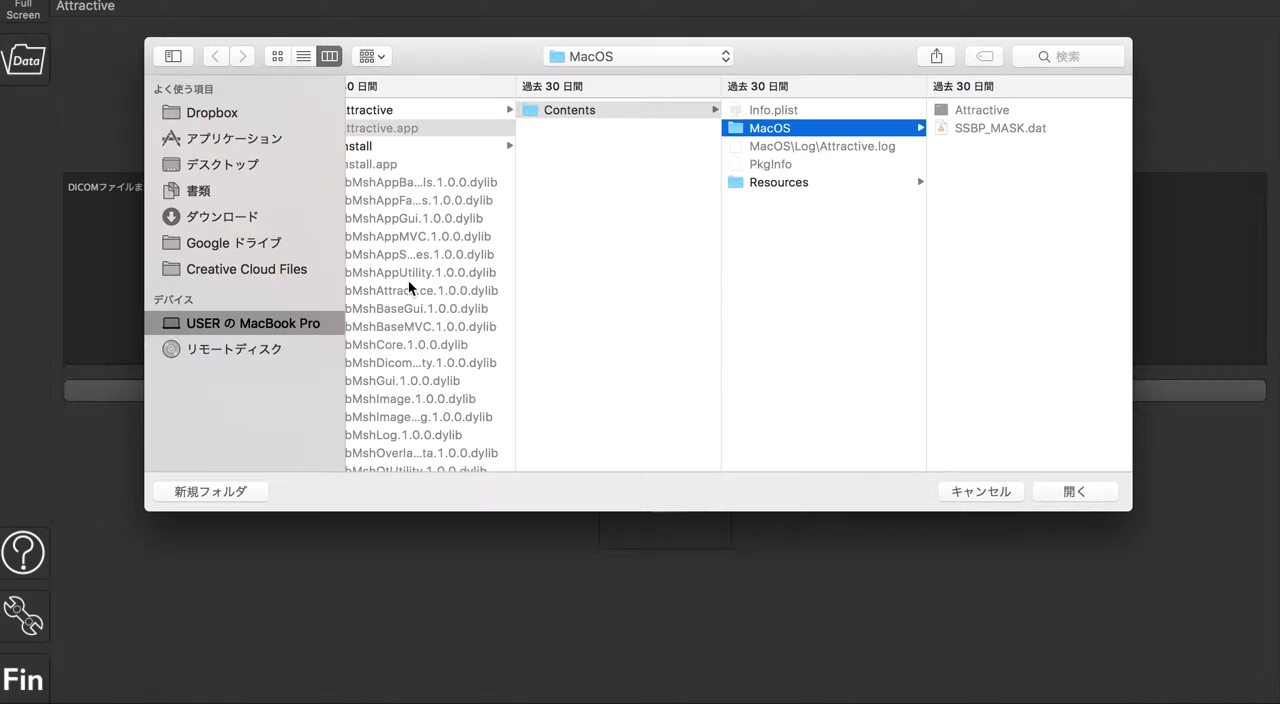 Full
Screen
Attractive
Data
MacOS
検索
よく使う項目
Dropbox
アプリケーション
デスクトップ
書類
ダウンロード
Google ドライブ
Creative Cloud Files
デバイス
USER の MacBook Pro
リモートディスク
0 日間
ttractive
ttractive.app
nstall
nstall.app
bMshAppBa...ls.1.0.0.dylib
bMshAppFa...s.1.0.0.dylib
bMshAppGui.1.0.0.dylib
bMshAppMVC.1.0.0.dylib
bMshAppS...es.1.0.0.dylib
bMshAppUtility.1.0.0.dylib
bMshAttrac...ce.1.0.0.dylib
bMshBaseGui.1.0.0.dylib
bMshBaseMVC.1.0.0.dylib
bMshCore.1.0.0.dylib
bMshDicom...ty.1.0.0.dylib
bMshGui.1.0.0.dylib
bMshImage.1.0.0.dylib
bMshImage...g.1.0.0.dylib
bMshLog.1.0.0.dylib
bMshOverla...ta.1.0.0.dylib
bMshQtUtility.1.0.0.dylib
過去 30 日間
Contents
過去 30 日間
Info.plist
MacOS
MacOS\Log\Attractive.log
PkgInfo
Resources
過去 30 日間
Attractive
SSBP_MASK.dat
DICOMファイルま
新規フォルダ
キャンセル
開く
Fin